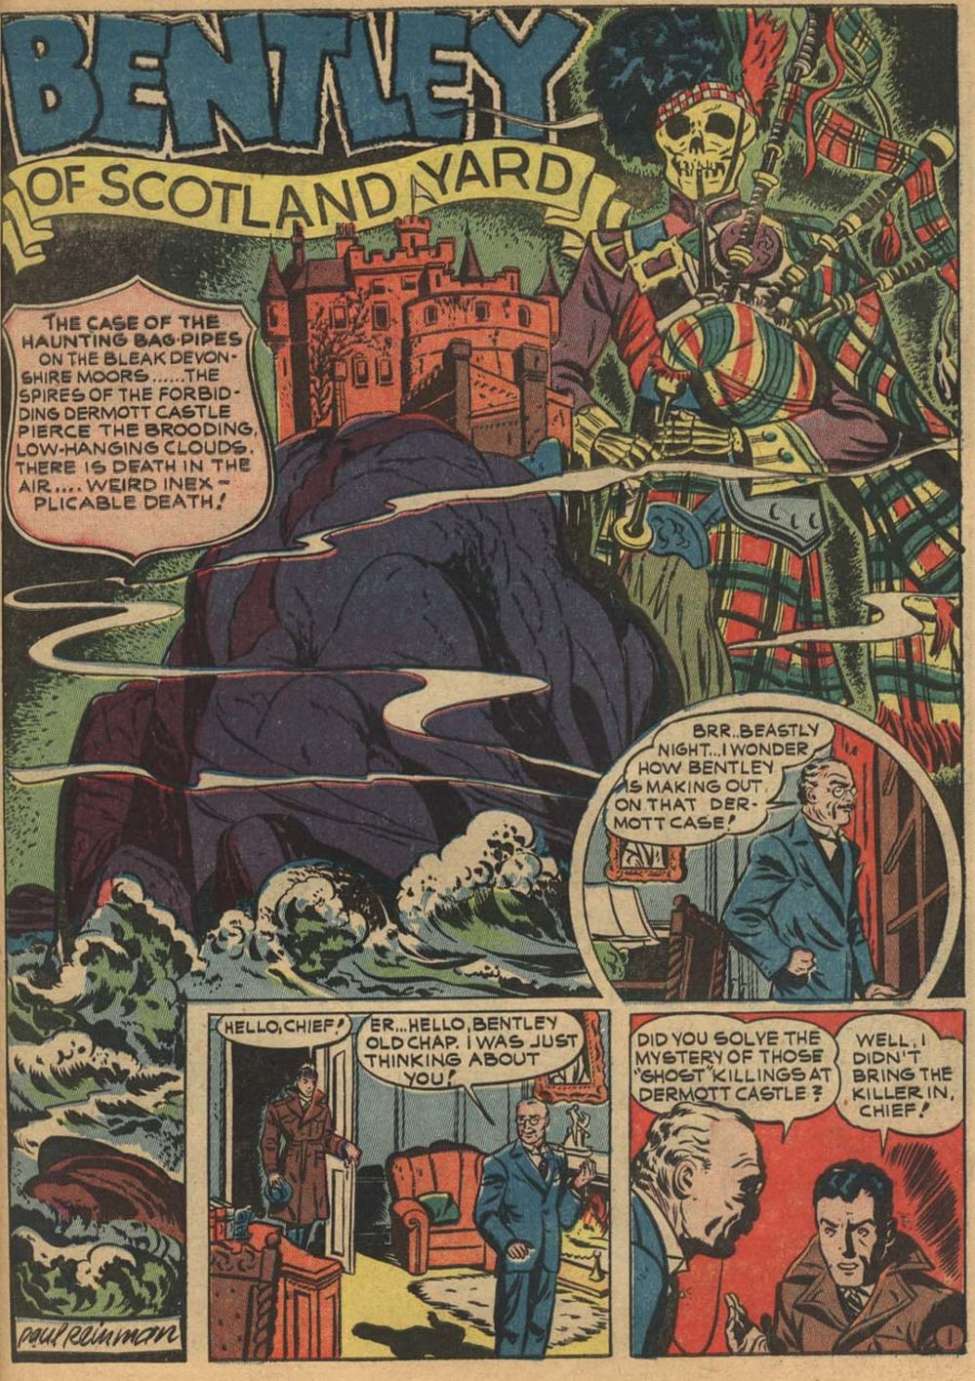 BENTLEY
OF SCOTLAND YARD
THE CASE OF THE
HAUNTING BAG-PIPES
ON THE BLEAK DEVON-
SHIRE MOORS......THE
SPIRES OF THE FORBID-
DING DERMOTT CASTLE
PIERCE THE BROODING,
LOW-HANGING CLOUDS.
THERE IS DEATH IN THE
AIR.... WEIRD INEX-
PLICABLE DEATH!
BRR..BEASTLY
NIGHT...I WONDER
HOW BENTLEY
IS MAKING OUT
ON THAT DER-
MOTT CASE!
HELLO, CHIEF!
ER...HELLO, BENTLEY
OLD CHAP. I WAS JUST
THINKING ABOUT
YOU!
DID YOU SOLVE THE
MYSTERY OF THOSE
"GHOST" KILLINGS AT
DERMOTT CASTLE?
WELL, I
DIDN'T
BRING THE
KILLER IN,
CHIEF!
Paul Reinman
1